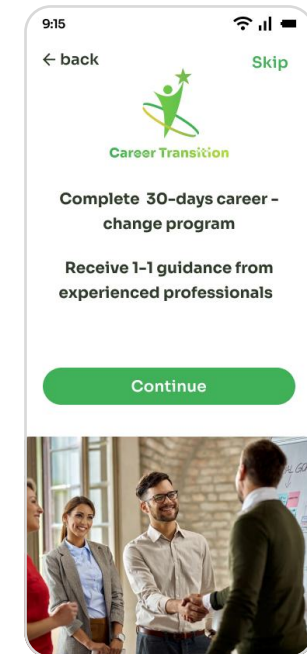 9:15
← back
Skip
Career Transition
Complete 30-days career -
change program
Receive 1-1 guidance from
experienced professionals
Continue